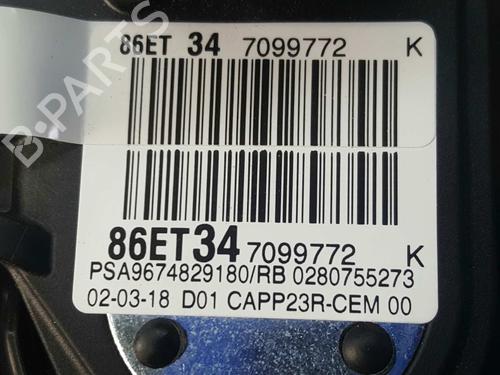 86ET 34 7099772 K
B-PARTS
86ET34 7099772 K
PSA9674829180/RB 0280755273
02-03-18 D01 CAPP23R-CEM 00